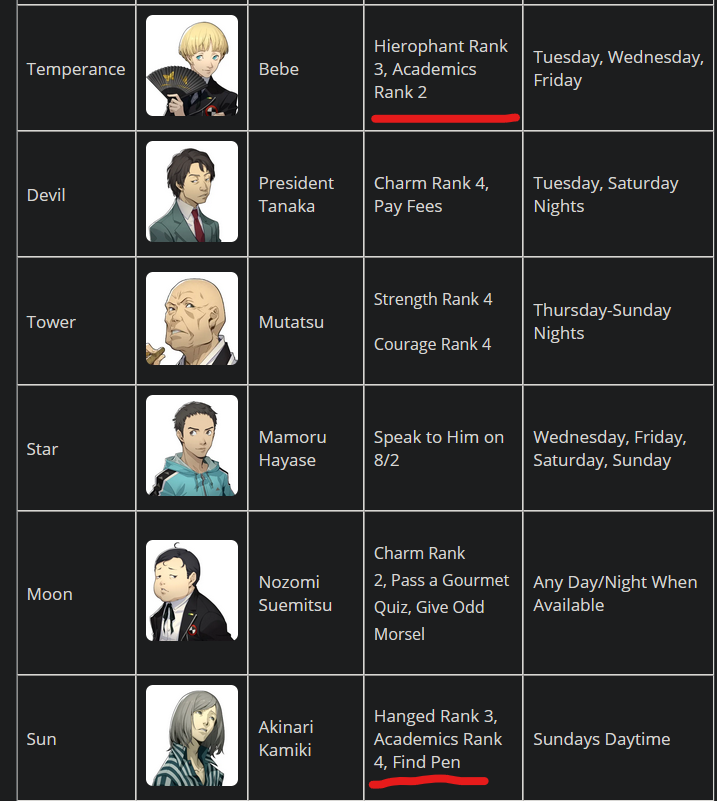 Temperance
Bebe
Hierophant Rank
3, Academics
Rank 2
Tuesday, Wednesday,
Friday
Devil
President
Tanaka
Charm Rank 4,
Pay Fees
Tuesday, Saturday
Nights
Tower
Mutatsu
Strength Rank 4
Courage Rank 4
Thursday-Sunday
Nights
Star
Mamoru
Hayase
Speak to Him on
8/2
Wednesday, Friday,
Saturday, Sunday
Moon
Nozomi
Suemitsu
Charm Rank
2, Pass a Gourmet
Quiz, Give Odd
Morsel
Any Day/Night When
Available
Sun
Akinari
Kamiki
Hanged Rank 3,
Academics Rank
4, Find Pen
Sundays Daytime